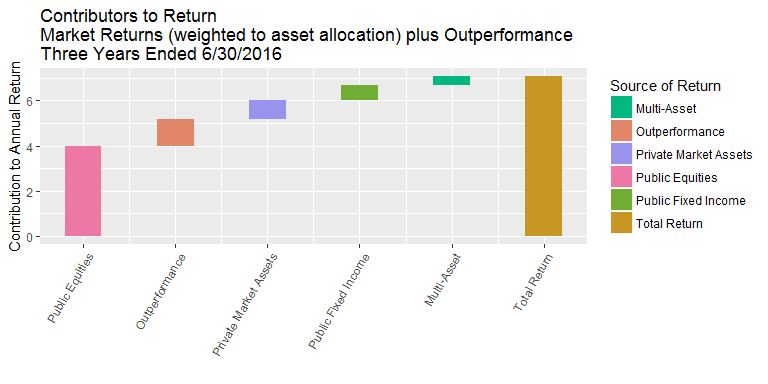 Contributors to Return
Market Returns (weighted to asset allocation) plus Outperformance
Three Years Ended 6/30/2016
Contribution to Annual Return
6
4
2
0
Public Equities
Outperformance
Private Market Assets
Public Fixed Income
Multi-Asset
Total Return
Source of Return
Multi-Asset
Outperformance
Private Market Assets
Public Equities
Public Fixed Income
Total Return